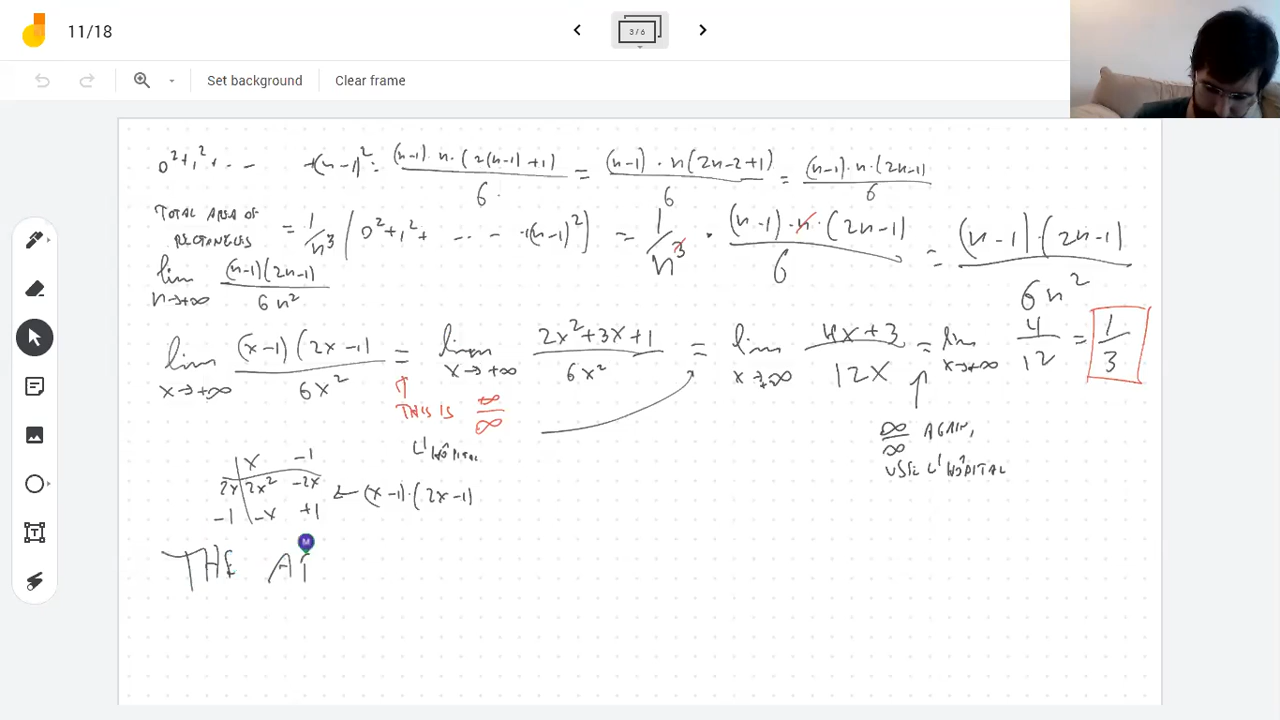 11/18
3 / 6
Set background
Clear frame
0²+1²+ ... +(n-1)² = (n-1)·n·(2(n-1)+1)/6 = (n-1)·n(2n-2+1)/6 = (n-1)·n·(2n-1)/6
TOTAL AREA OF RECTANGLES = 1/n³ (0²+1²+ ... +(n-1)²) = 1/n³ · (n-1)·n·(2n-1)/6 = (n-1)(2n-1)/6n²
lim n→+∞ (n-1)(2n-1)/6n²
lim x→+∞ (x-1)(2x-1)/6x² = lim x→+∞ 2x²+3x+1/6x² = lim x→+∞ 4x+3/12x = lim x→+∞ 4/12 = 1/3
↑ THIS IS ∞/∞
L'HÔPITAL
∞/∞ AGAIN,
USE L'HÔPITAL
x -1
2x 2x² -2x
-1 -x +1
← (x-1)·(2x-1)
THE
M